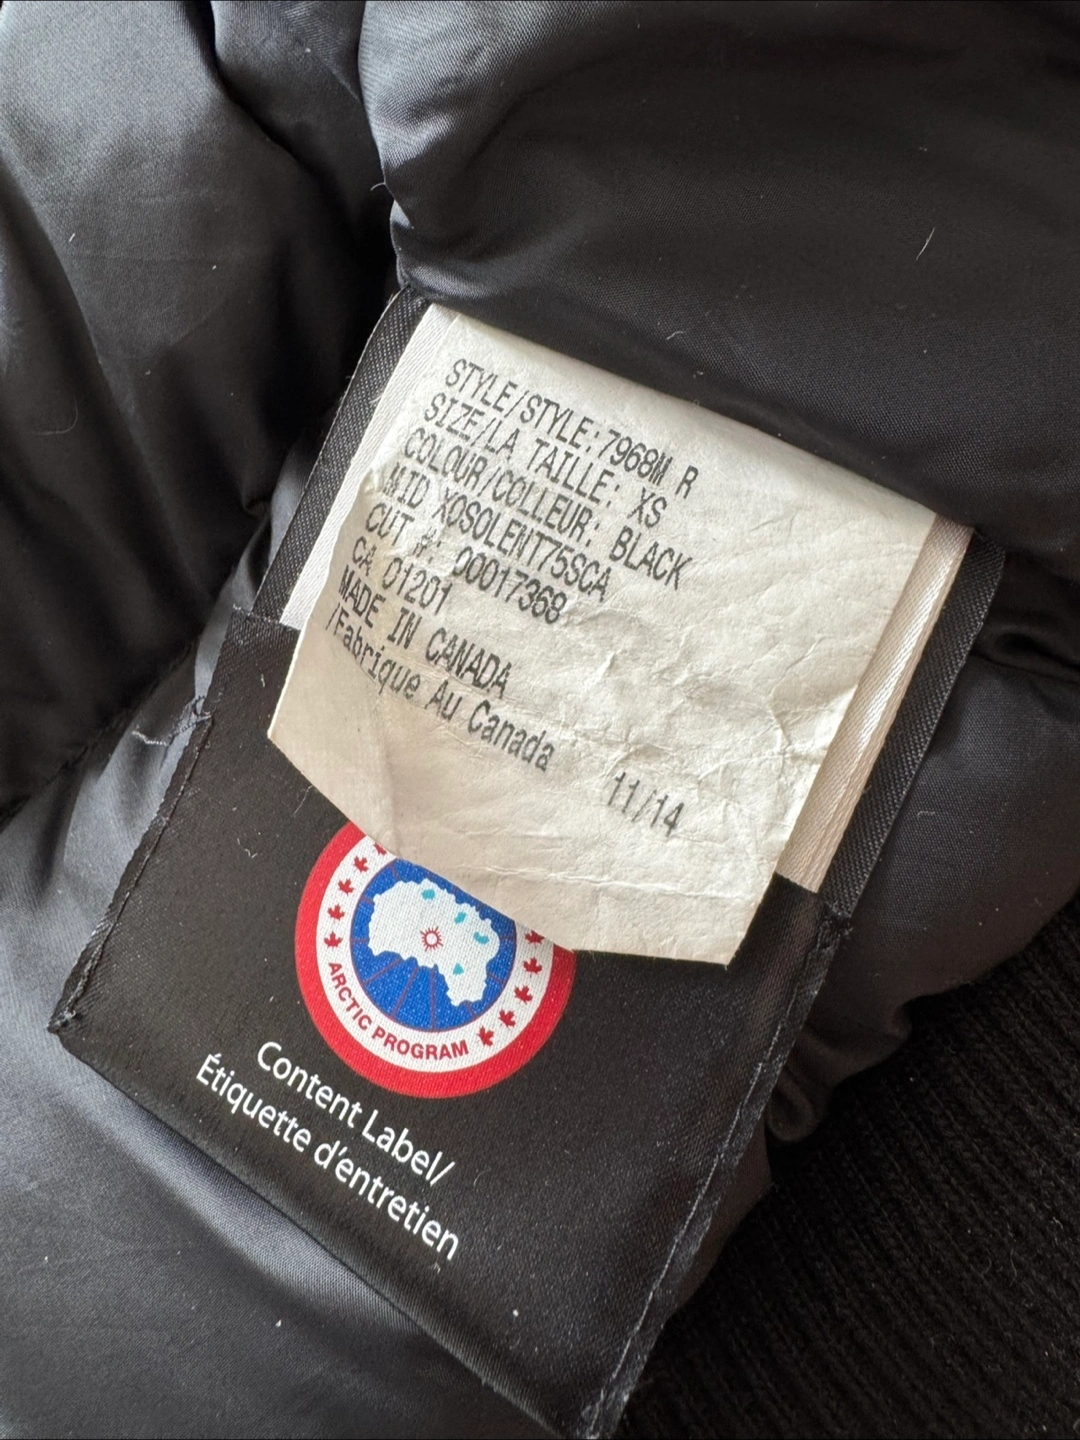 STYLE/STYLE: 7968M R
SIZE/LA TAILLE: XS
COLOUR/COLLEUR: BLACK
MID XOSOLENT75SCA
CUT #: 00017368
CA 01201
MADE IN CANADA
/Fabrique Au Canada
11/14
ARCTIC PROGRAM
Content Label/
Étiquette d'entretien